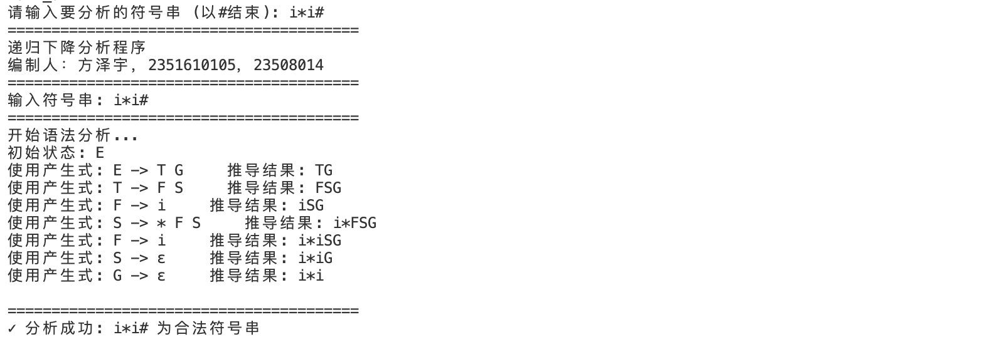 请输入要分析的符号串 (以#结束): i*i#
========================================
递归下降分析程序
编制人: 方泽宇, 2351610105, 23508014
========================================
输入符号串: i*i#
========================================
开始语法分析...
初始状态: E
使用产生式: E -> T G     推导结果: TG
使用产生式: T -> F S     推导结果: FSG
使用产生式: F -> i     推导结果: iSG
使用产生式: S -> * F S     推导结果: i*FSG
使用产生式: F -> i     推导结果: i*iSG
使用产生式: S -> ε     推导结果: i*iG
使用产生式: G -> ε     推导结果: i*i
========================================
✓ 分析成功: i*i# 为合法符号串